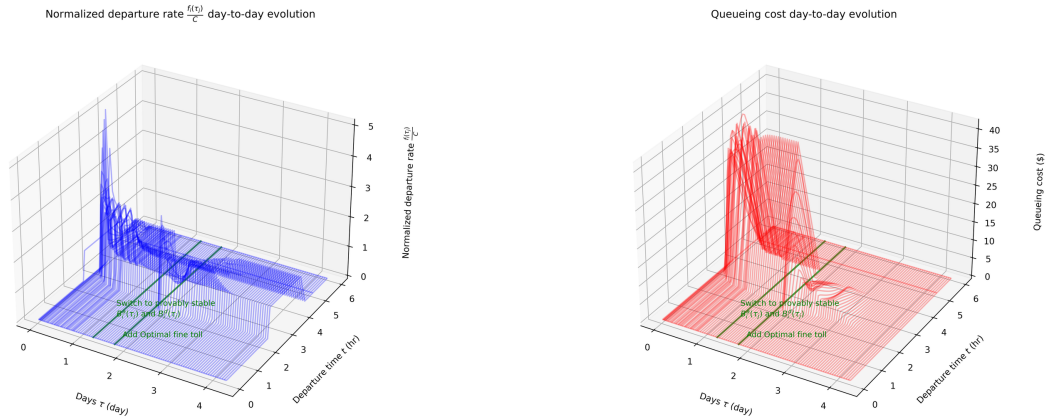 Normalized departure rate f_i(τ_j)/C day-to-day evolution
5
4
3
2
1
0
Normalized departure rate f_i(τ_j)/C
Switch to provably stable
and
Add Optimal fine toll
0
1
2
3
4
Days τ (day)
0
1
2
3
4
5
6
Departure time t (hr)
Queueing cost day-to-day evolution
40
35
30
25
20
15
10
5
0
Queueing cost ($)
Switch to provably stable
and
Add Optimal fine toll
0
1
2
3
4
Days τ (day)
0
1
2
3
4
5
6
Departure time t (hr)